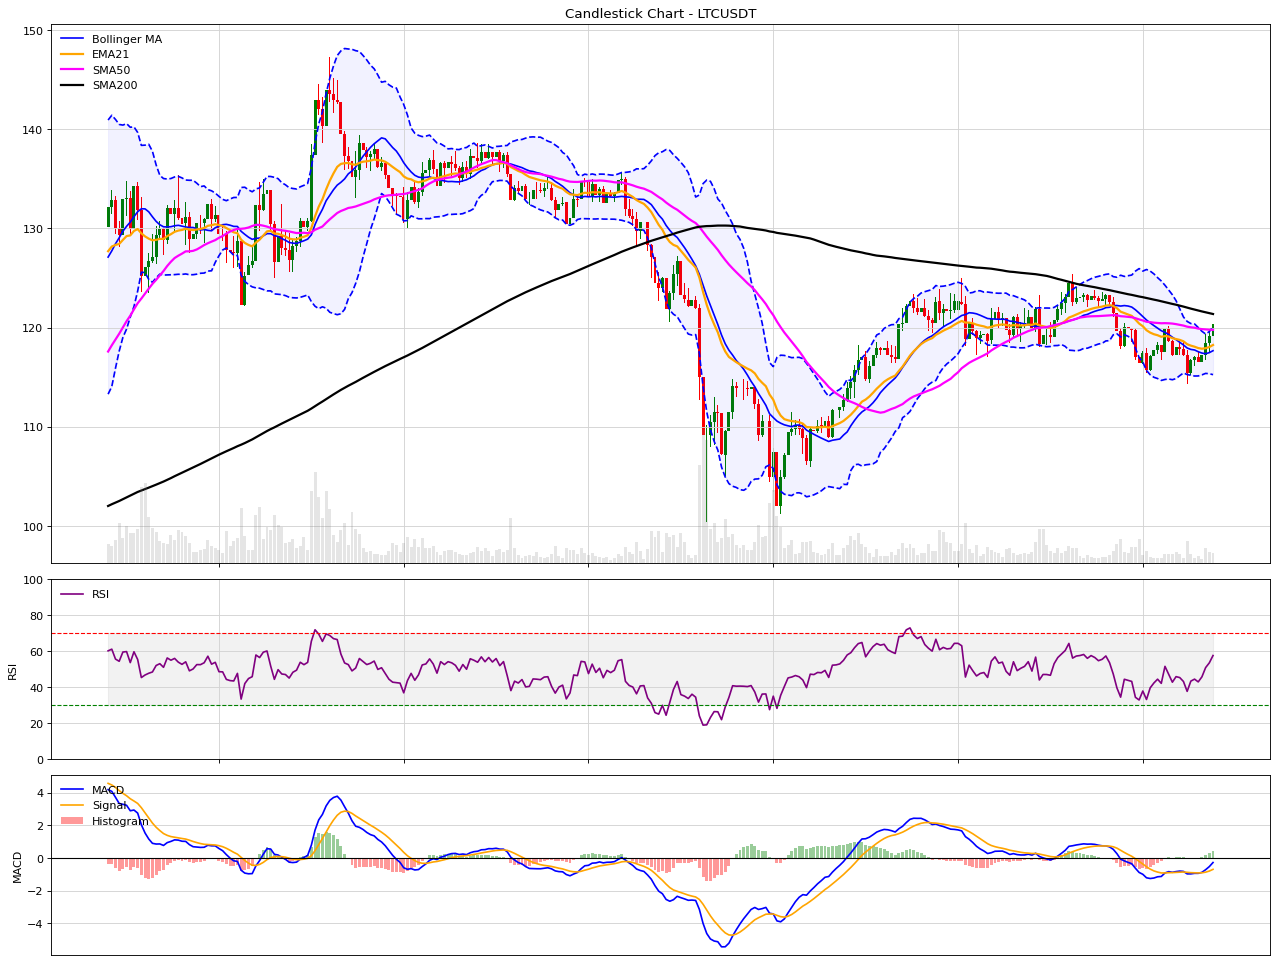 Candlestick Chart - LTCUSDT
Bollinger MA
EMA21
SMA50
SMA200
150
140
130
120
110
100
RSI
100
80
60
40
20
0
RSI
MACD
Signal
Histogram
4
2
0
−2
−4
MACD